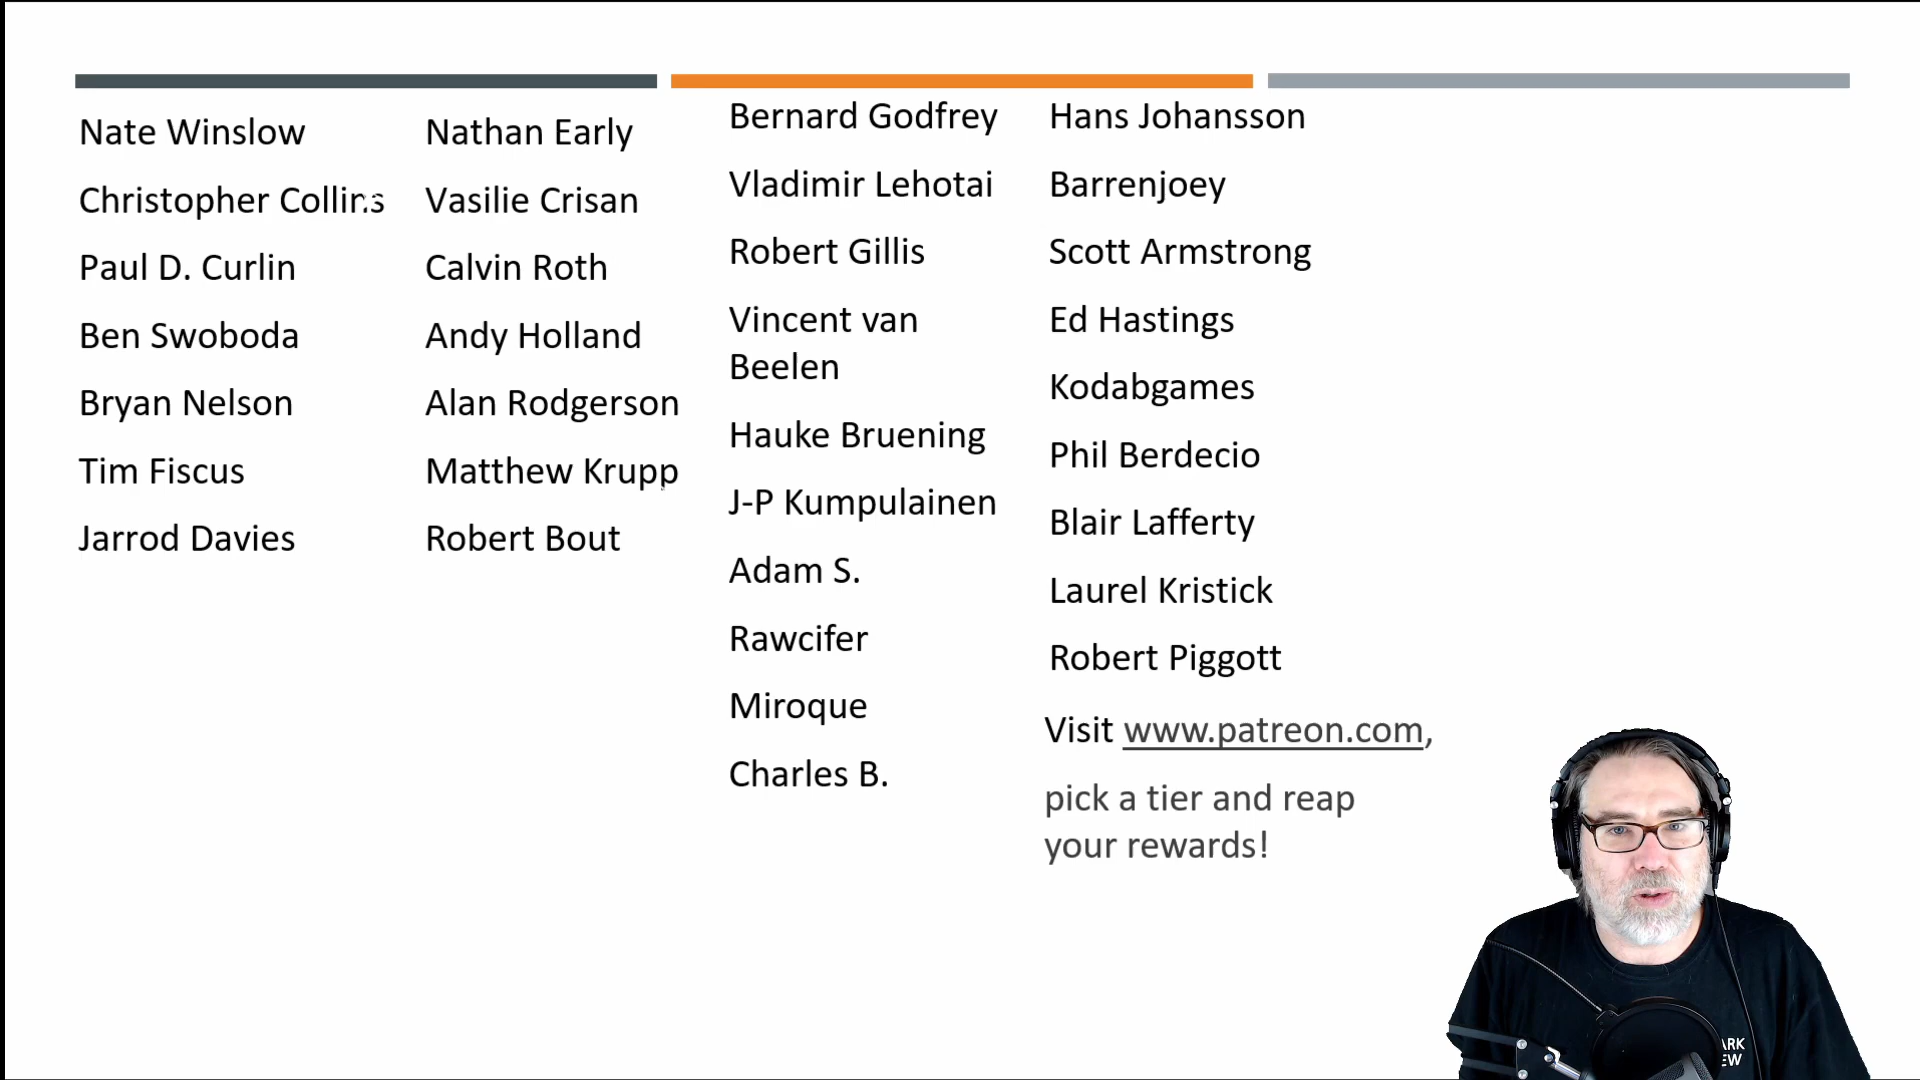 Nate Winslow
Christopher Collins
Paul D. Curlin
Ben Swoboda
Bryan Nelson
Tim Fiscus
Jarrod Davies
Nathan Early
Vasilie Crisan
Calvin Roth
Andy Holland
Alan Rodgerson
Matthew Krupp
Robert Bout
Bernard Godfrey
Vladimir Lehotai
Robert Gillis
Vincent van
Beelen
Hauke Bruening
J-P Kumpulainen
Adam S.
Rawcifer
Miroque
Charles B.
Hans Johansson
Barrenjoey
Scott Armstrong
Ed Hastings
Kodabgames
Phil Berdecio
Blair Lafferty
Laurel Kristick
Robert Piggott
Visit www.patreon.com,
pick a tier and reap
your rewards!